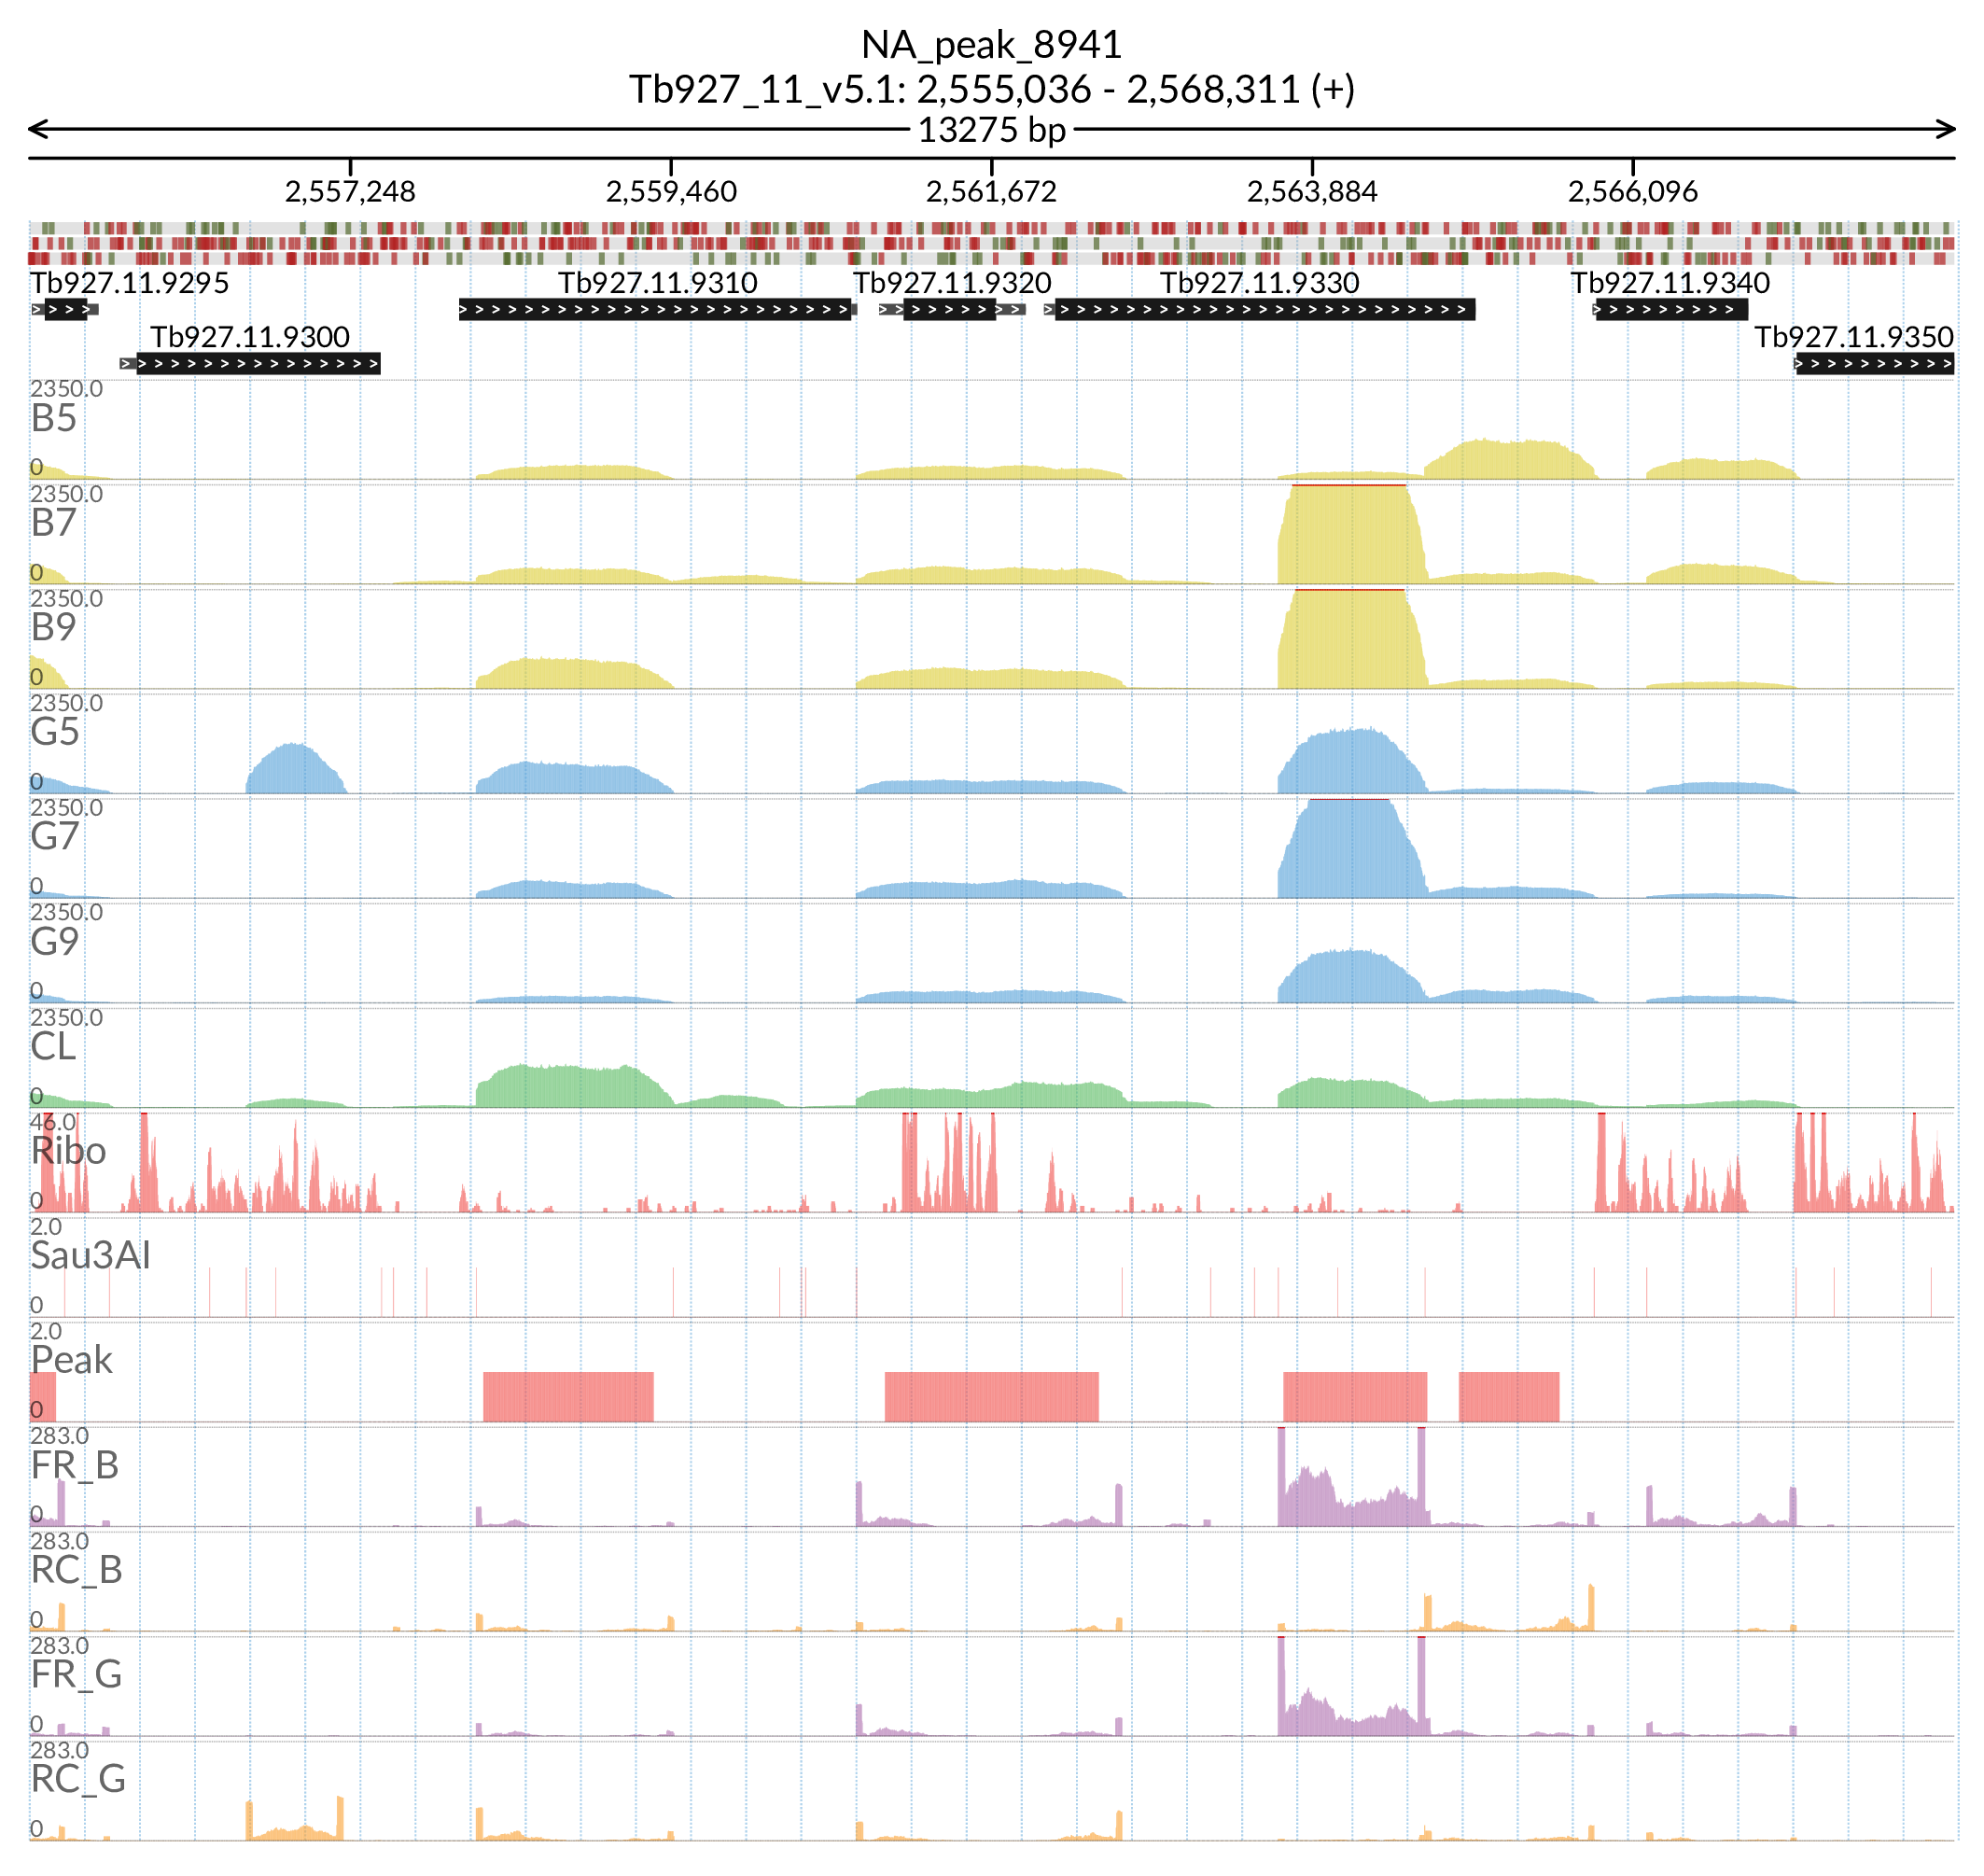 NA_peak_8941
Tb927_11_v5.1: 2,555,036 - 2,568,311 (+)
13275 bp
2,557,248 2,559,460 2,561,672 2,563,884 2,566,096
Tb927.11.9295 Tb927.11.9310 Tb927.11.9320 Tb927.11.9330 Tb927.11.9340
Tb927.11.9300 Tb927.11.9350
2350.0
B5
0
2350.0
B7
0
2350.0
B9
0
2350.0
G5
0
2350.0
G7
0
2350.0
G9
0
2350.0
CL
0
46.0
Ribo
0
2.0
Sau3AI
0
2.0
Peak
0
283.0
FR_B
0
283.0
RC_B
0
283.0
FR_G
0
283.0
RC_G
0